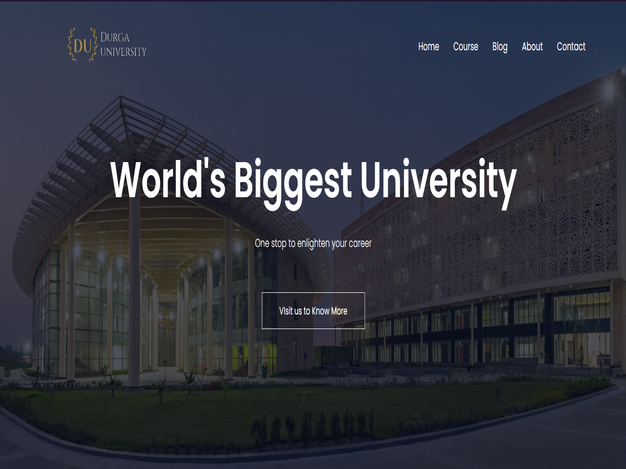 DU
DURGA
UNIVERSITY
Home Course Blog About Contact
World's Biggest University
One stop to enlighten your career
Visit us to Know More